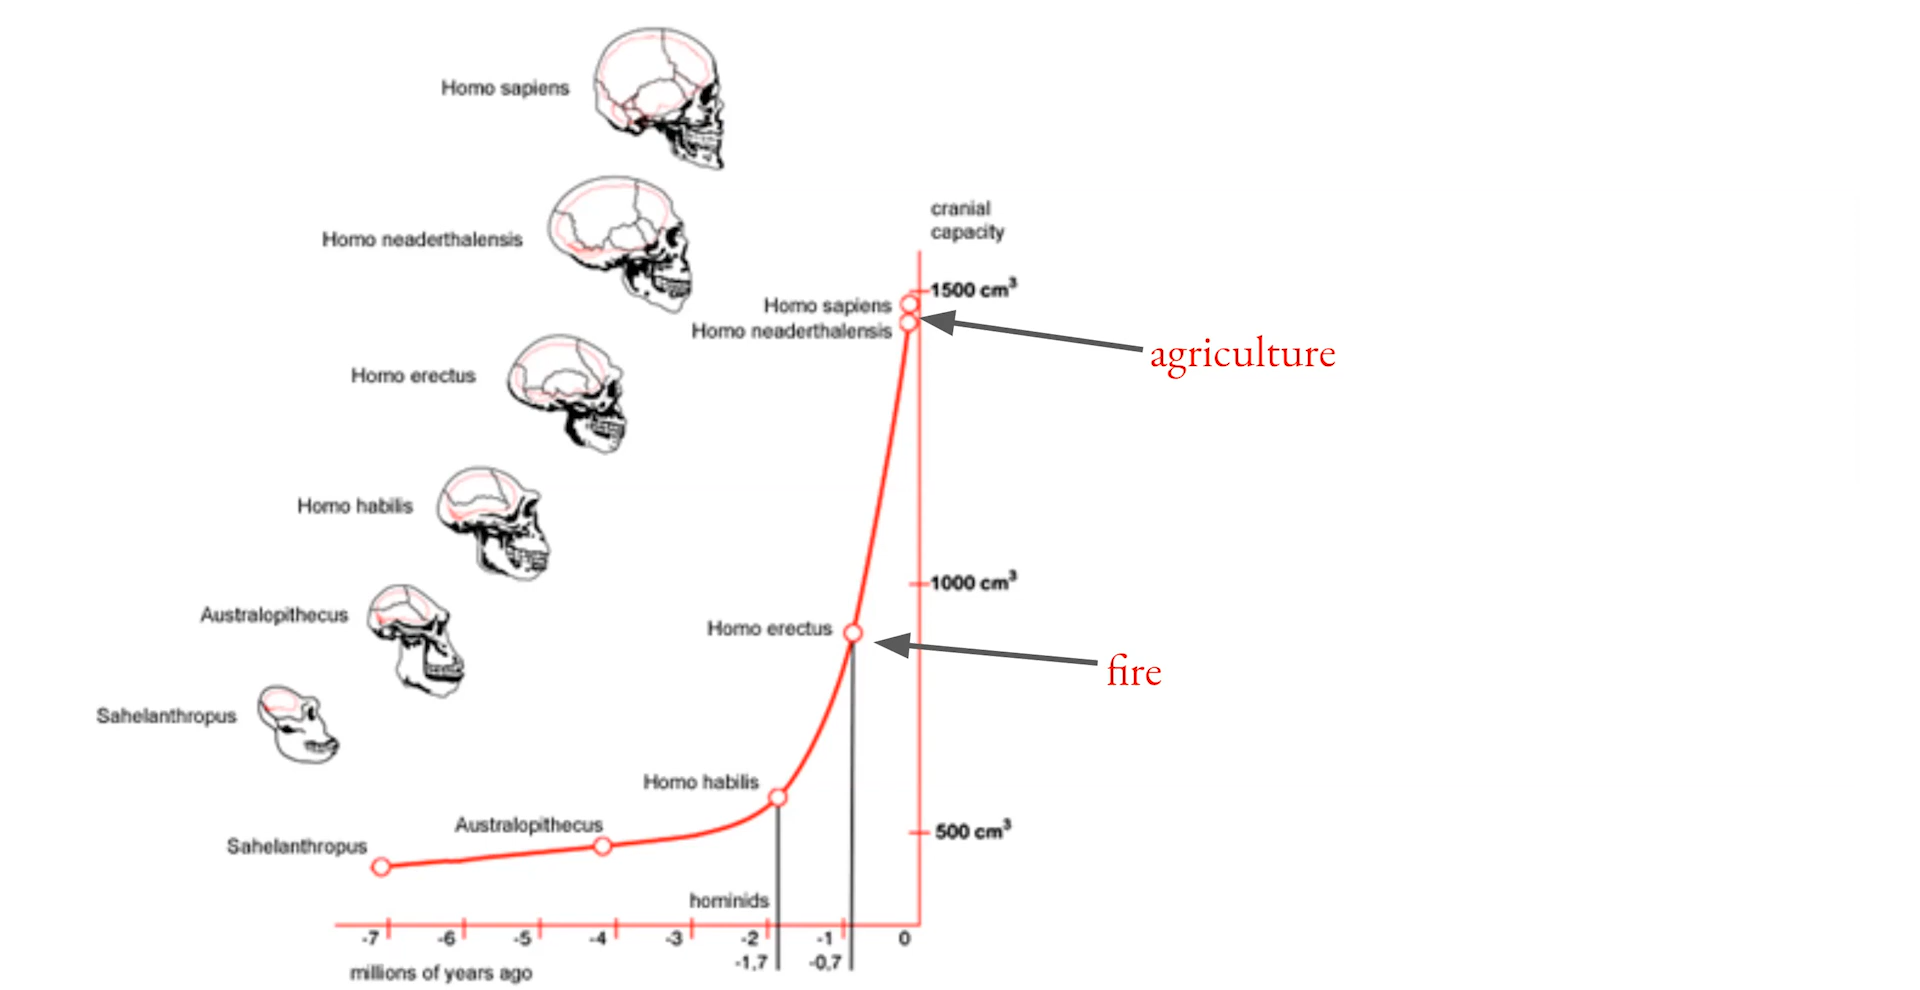 Homo sapiens
Homo neaderthalensis
cranial
capacity
1500 cm³
Homo sapiens
Homo neaderthalensis
agriculture
Homo erectus
Homo habilis
1000 cm³
Australopithecus
Homo erectus
fire
Sahelanthropus
Homo habilis
Australopithecus
500 cm³
Sahelanthropus
hominids
-7 -6 -5 -4 -3 -2 -1 0
-1,7 -0,7
millions of years ago